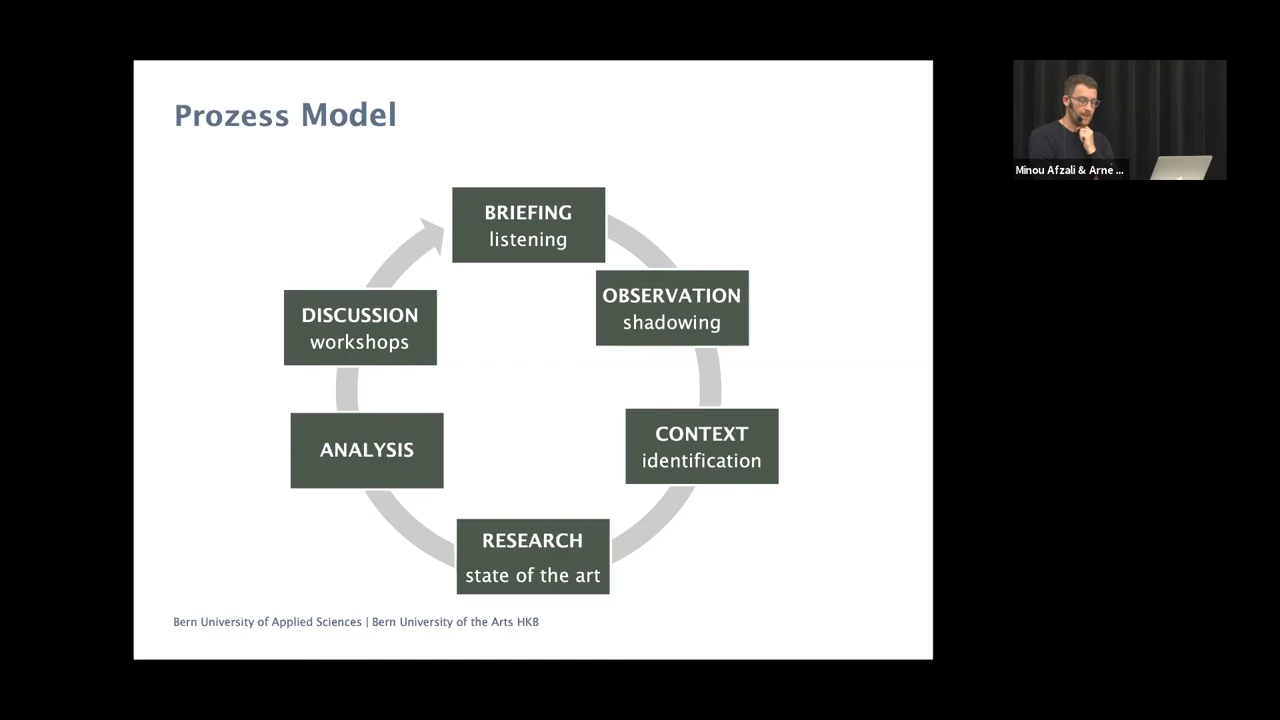 Prozess Model
BRIEFING
listening
OBSERVATION
shadowing
CONTEXT
identification
RESEARCH
state of the art
ANALYSIS
DISCUSSION
workshops
Bern University of Applied Sciences | Bern University of the Arts HKB
Minou Afzali & Arne ...